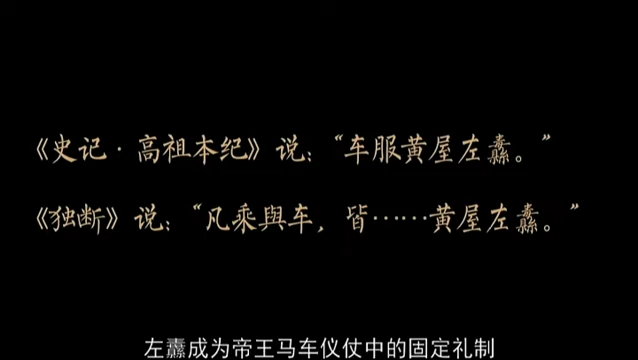 《史记·高祖本纪》说：“车服黄屋左纛。”
《独断》说：“凡乘與车，皆……黄屋左纛。”
左纛成为帝王马车仪仗中的固定礼制